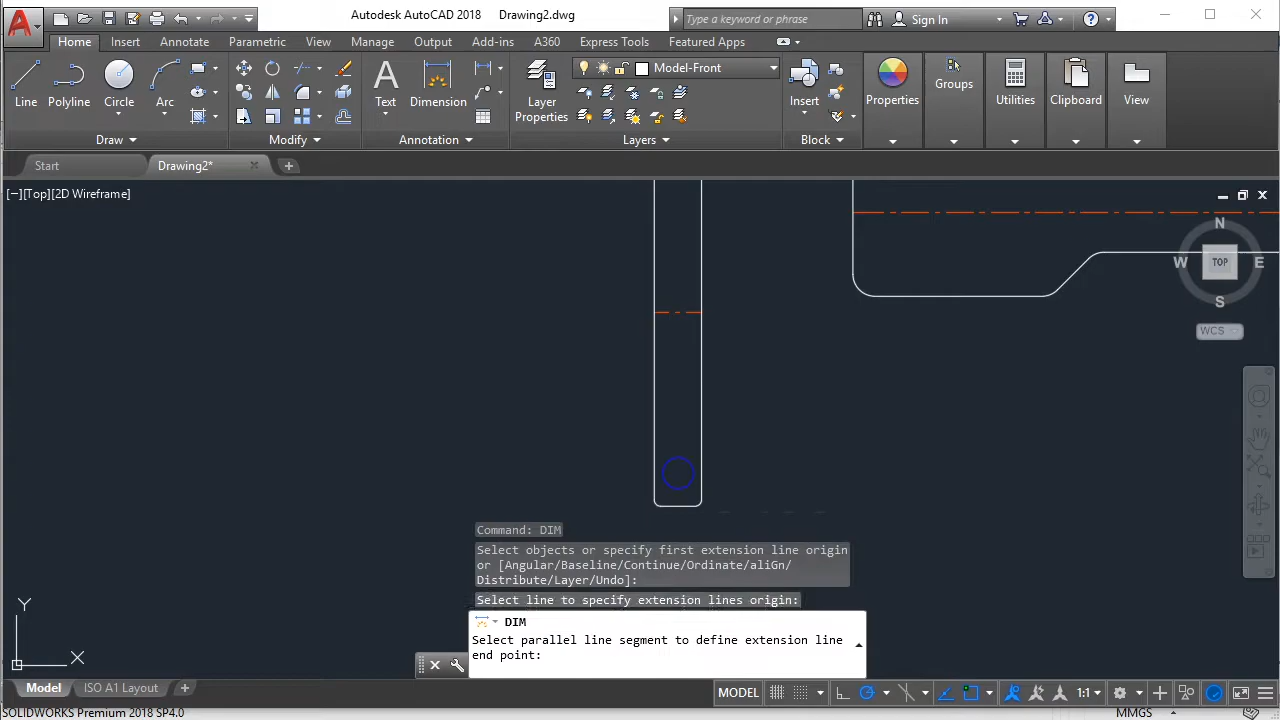 Autodesk AutoCAD 2018 Drawing2.dwg
Type a keyword or phrase
Sign In
Home Insert Annotate Parametric View Manage Output Add-ins A360 Express Tools Featured Apps
Model-Front
Line Polyline Circle Arc
Text Dimension
Layer
Properties
Insert
Properties Groups Utilities Clipboard View
Draw Modify Annotation Layers Block
Start Drawing2*
[−][Top][2D Wireframe]
N
W TOP E
S
WCS
Command: DIM
Select objects or specify first extension line origin
or [Angular/Baseline/Continue/Ordinate/aliGn/
Distribute/Layer/Undo]:
Select line to specify extension lines origin:
DIM
Select parallel line segment to define extension line
end point:
Y
X
Model ISO A1 Layout
MODEL 1:1
SOLIDWORKS Premium 2018 SP4.0
MMGS